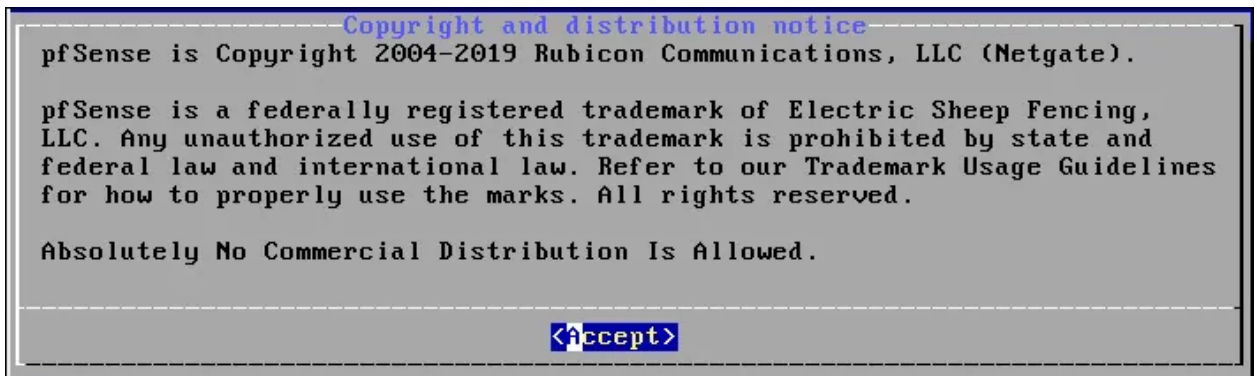 Copyright and distribution notice
pfSense is Copyright 2004-2019 Rubicon Communications, LLC (Netgate).
pfSense is a federally registered trademark of Electric Sheep Fencing,
LLC. Any unauthorized use of this trademark is prohibited by state and
federal law and international law. Refer to our Trademark Usage Guidelines
for how to properly use the marks. All rights reserved.
Absolutely No Commercial Distribution Is Allowed.
<Accept>